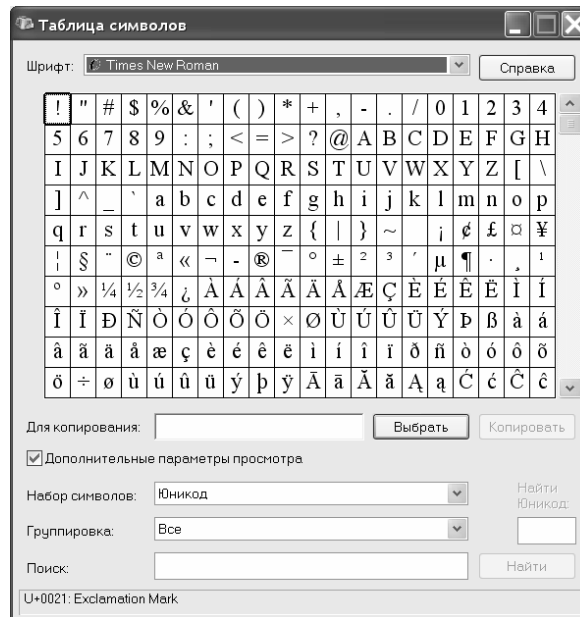 Таблица символов
Шрифт: Times New Roman Справка
! " # $ % & ' ( ) * + , - . / 0 1 2 3 4
5 6 7 8 9 : ; < = > ? @ A B C D E F G H
I J K L M N O P Q R S T U V W X Y Z [ \
] ^ _ ` a b c d e f g h i j k l m n o p
q r s t u v w x y z { | } ~ ¡ ¢ £ ¤ ¥
¦ § ¨ © ª « ¬ - ® ¯ ° ± ² ³ ´ µ ¶ · ¸ ¹
º » ¼ ½ ¾ ¿ À Á Â Ã Ä Å Æ Ç È É Ê Ë Ì Í
Î Ï Ð Ñ Ò Ó Ô Õ Ö × Ø Ù Ú Û Ü Ý Þ ß à á
â ã ä å æ ç è é ê ë ì í î ï ð ñ ò ó ô õ
ö ÷ ø ù ú û ü ý þ ÿ Ā ā Ă ă Ą ą Ć ć Ĉ ĉ
Для копирования: Выбрать Копировать
Дополнительные параметры просмотра
Набор символов: Юникод Найти
Юникод:
Группировка: Все
Поиск: Найти
U+0021: Exclamation Mark